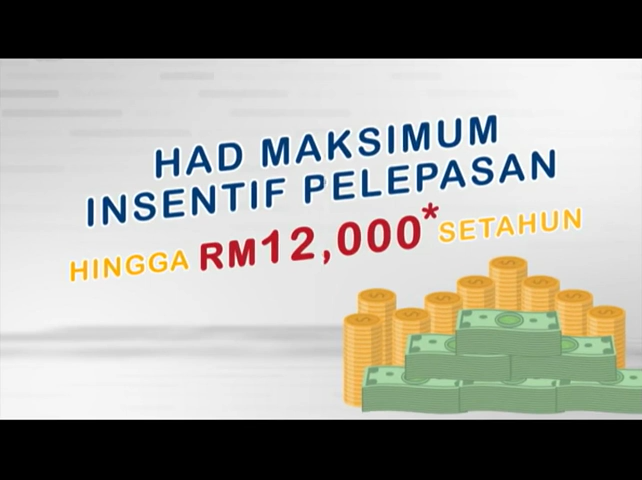 HAD MAKSIMUM
INSENTIF PELEPASAN
HINGGA RM12,000* SETAHUN